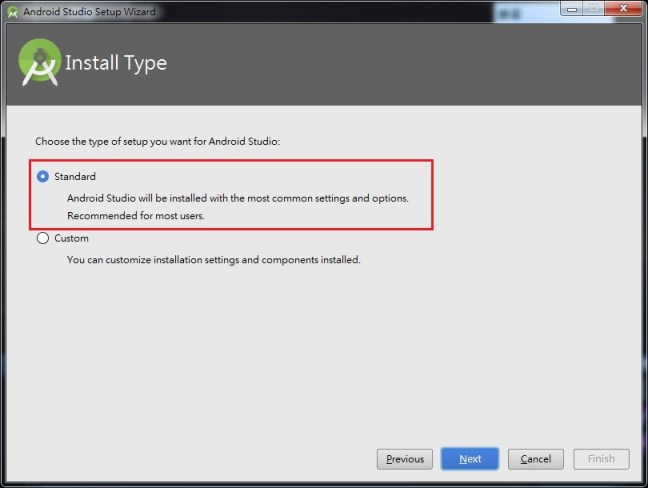 Android Studio Setup Wizard
Install Type
Choose the type of setup you want for Android Studio:
Standard
Android Studio will be installed with the most common settings and options.
Recommended for most users.
Custom
You can customize installation settings and components installed.
Previous
Next
Cancel
Finish